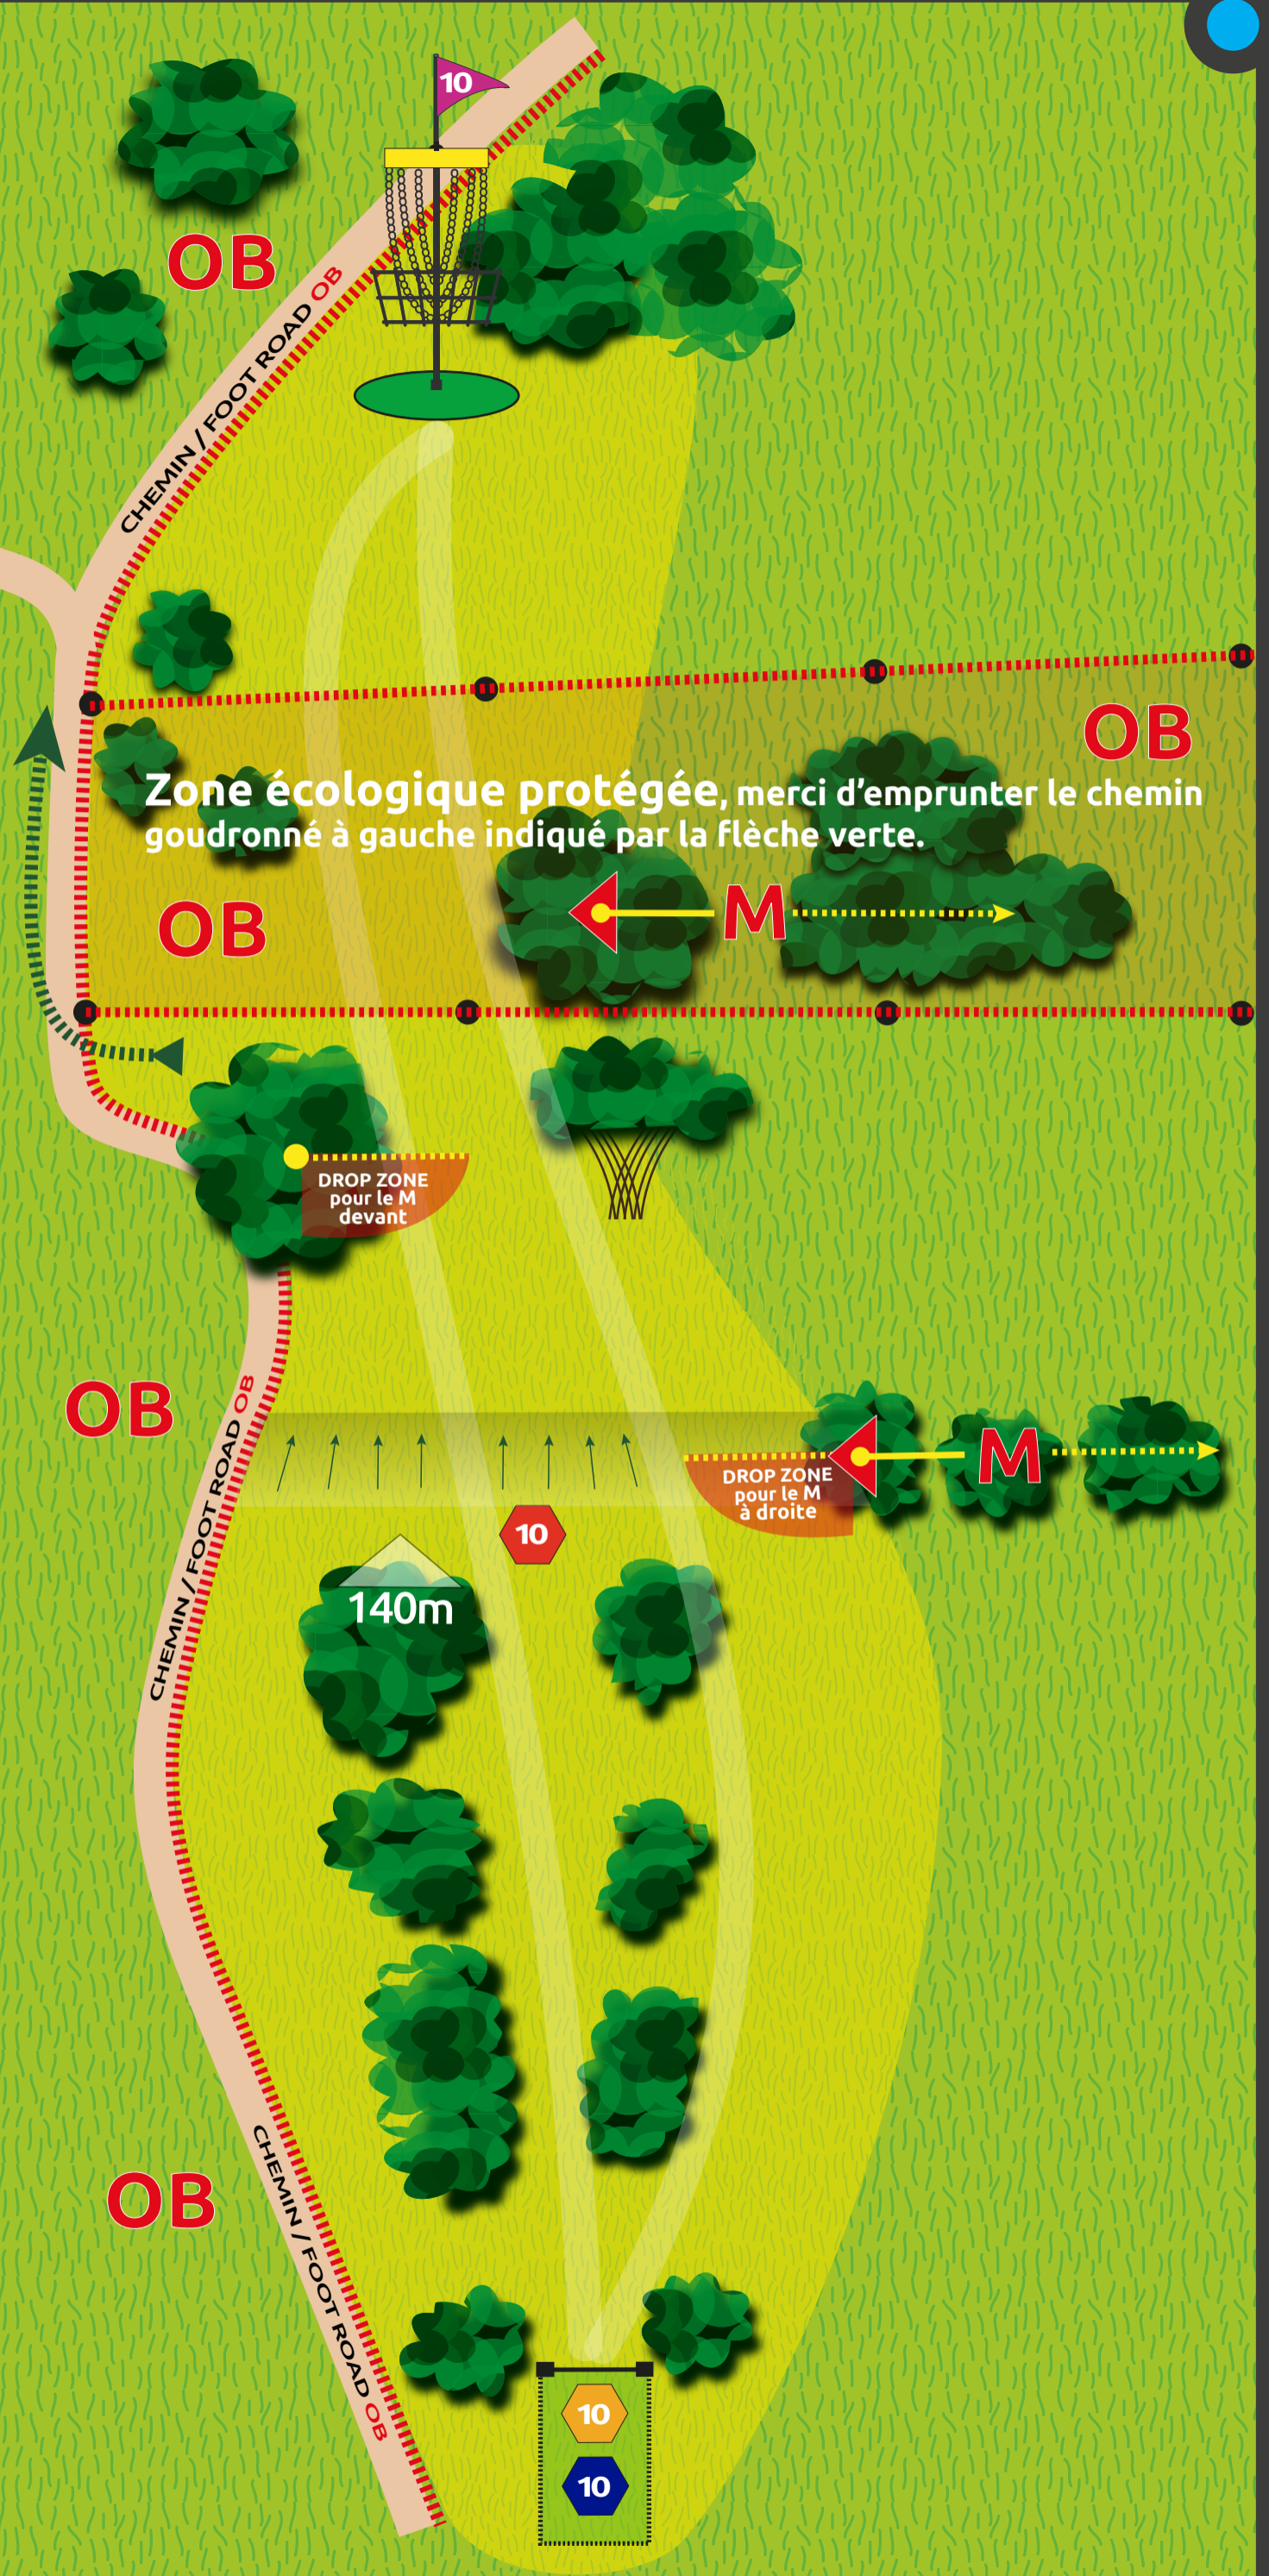 10
OB
CHEMIN / FOOT ROAD OB
OB
Zone écologique protégée, merci d’emprunter le chemin
goudronné à gauche indiqué par la flèche verte.
OB
M
DROP ZONE
pour le M
devant
OB
CHEMIN / FOOT ROAD OB
M
DROP ZONE
pour le M
à droite
10
140m
OB
CHEMIN / FOOT ROAD OB
10
10